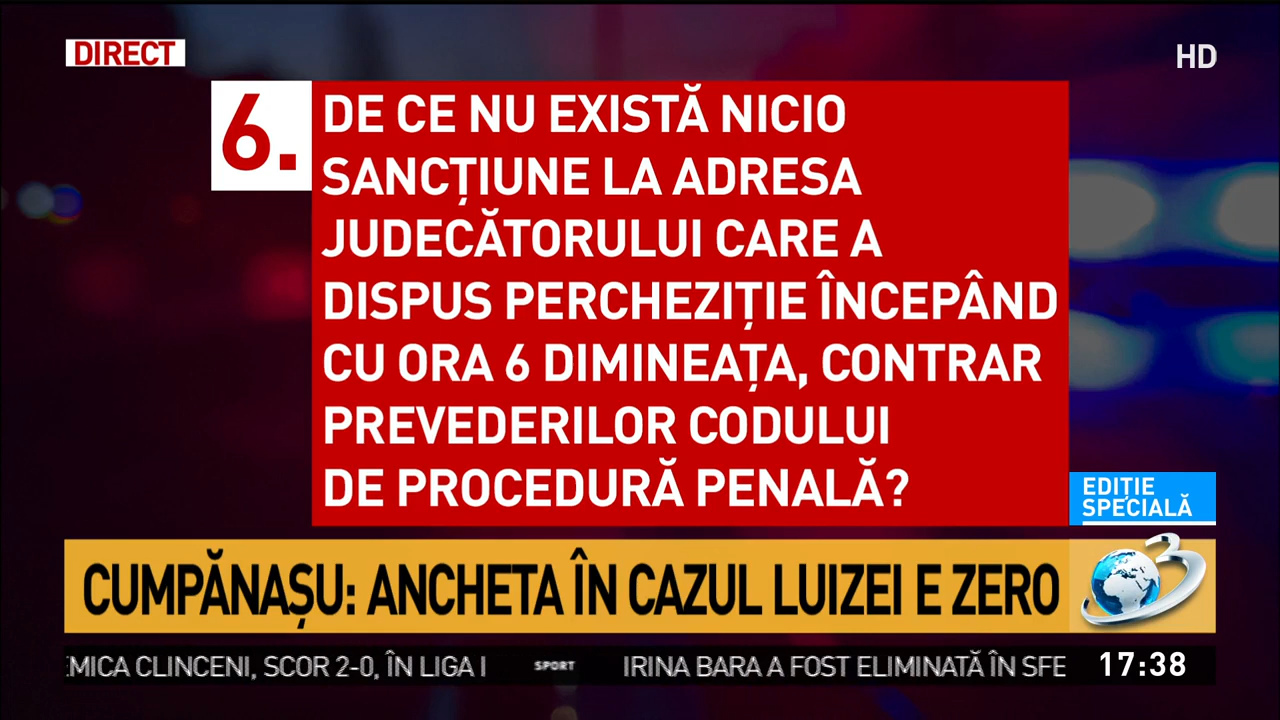 DIRECT
HD
6.
DE CE NU EXISTĂ NICIO
SANCȚIUNE LA ADRESA
JUDECĂTORULUI CARE A
DISPUS PERCHEZIȚIE ÎNCEPÂND
CU ORA 6 DIMINEAȚA, CONTRAR
PREVEDERILOR CODULUI
DE PROCEDURĂ PENALĂ?
EDIȚIE
SPECIALĂ
CUMPĂNAȘU: ANCHETA ÎN CAZUL LUIZEI E ZERO
3
MICA CLINCENI, SCOR 2-0, ÎN LIGA I SPORT IRINA BARA A FOST ELIMINATĂ ÎN SFE 17:38